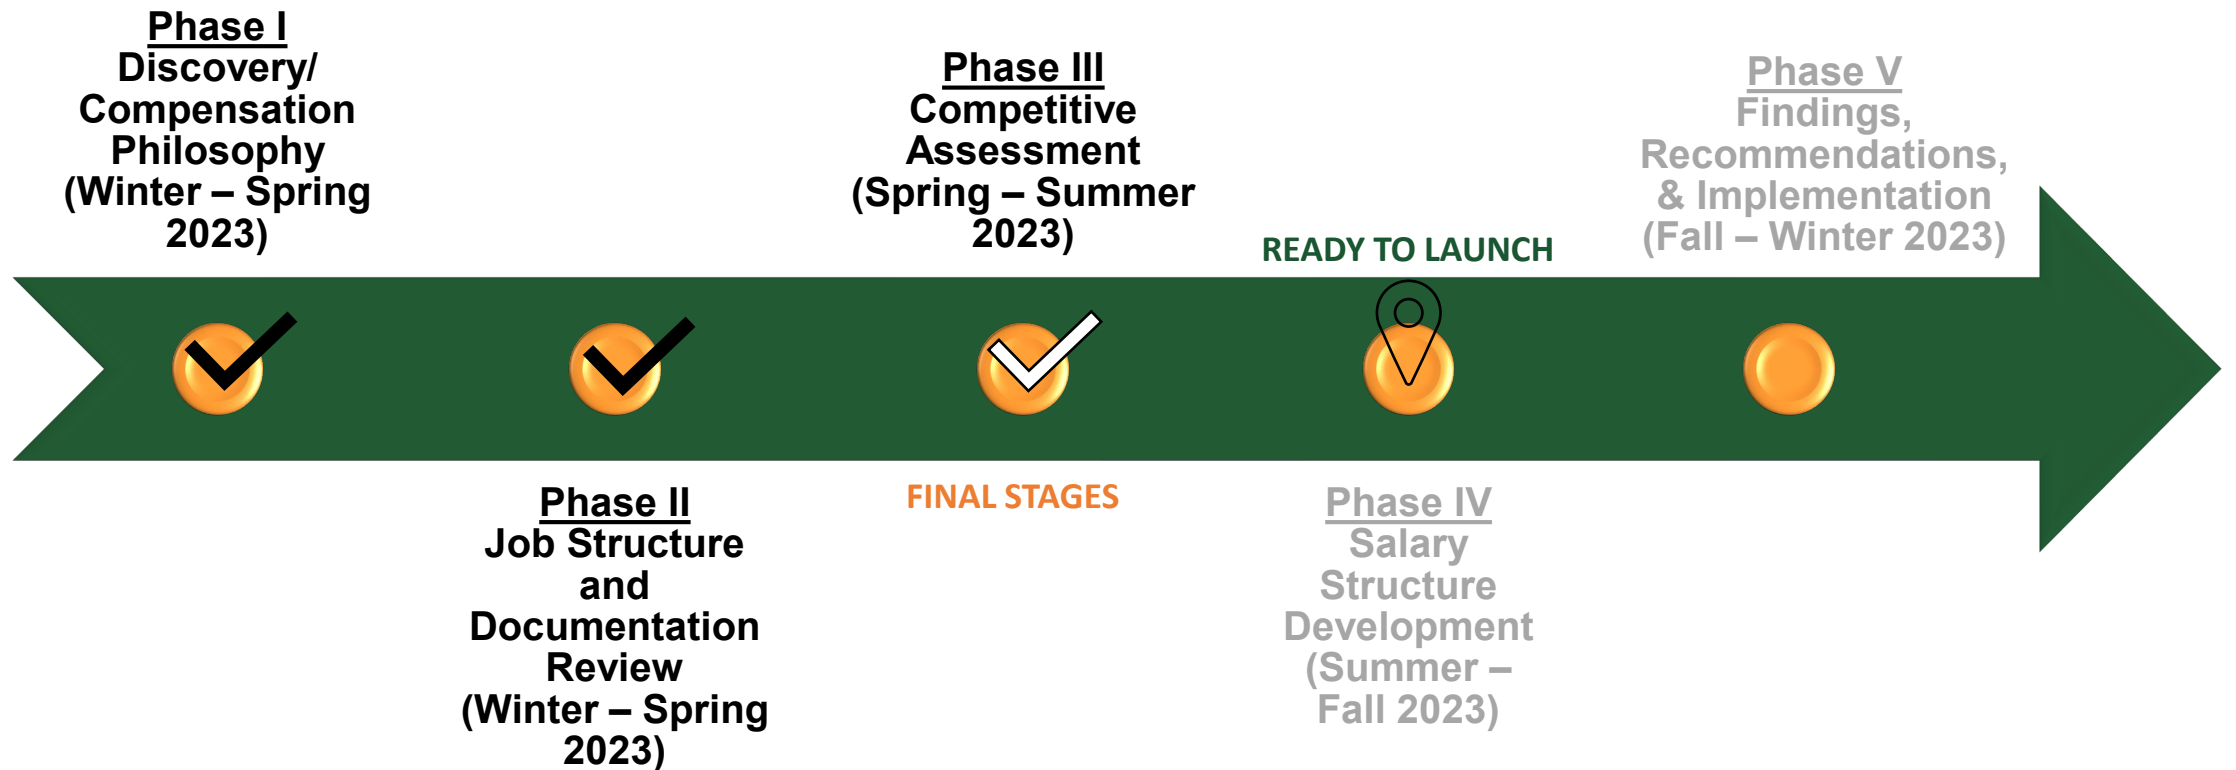 Phase I
Discovery/
Compensation
Philosophy
(Winter – Spring
2023)
Phase III
Competitive
Assessment
(Spring – Summer
2023)
READY TO LAUNCH
Phase V
Findings,
Recommendations,
& Implementation
(Fall – Winter 2023)
Phase II
Job Structure
and
Documentation
Review
(Winter – Spring
2023)
FINAL STAGES
Phase IV
Salary
Structure
Development
(Summer –
Fall 2023)